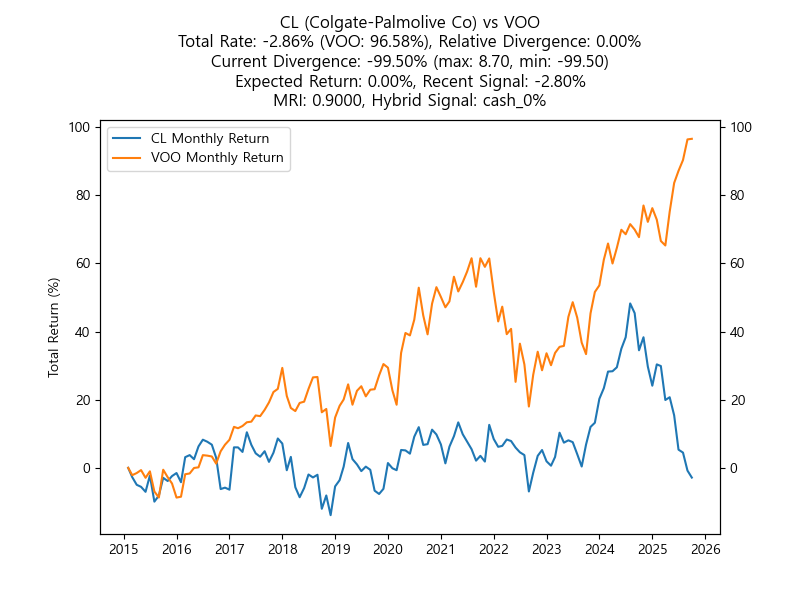 CL (Colgate-Palmolive Co) vs VOO
Total Rate: -2.86% (VOO: 96.58%), Relative Divergence: 0.00%
Current Divergence: -99.50% (max: 8.70, min: -99.50)
Expected Return: 0.00%, Recent Signal: -2.80%
MRI: 0.9000, Hybrid Signal: cash_0%
CL Monthly Return
VOO Monthly Return
Total Return (%)
100
80
60
40
20
0
100
80
60
40
20
0
2015 2016 2017 2018 2019 2020 2021 2022 2023 2024 2025 2026